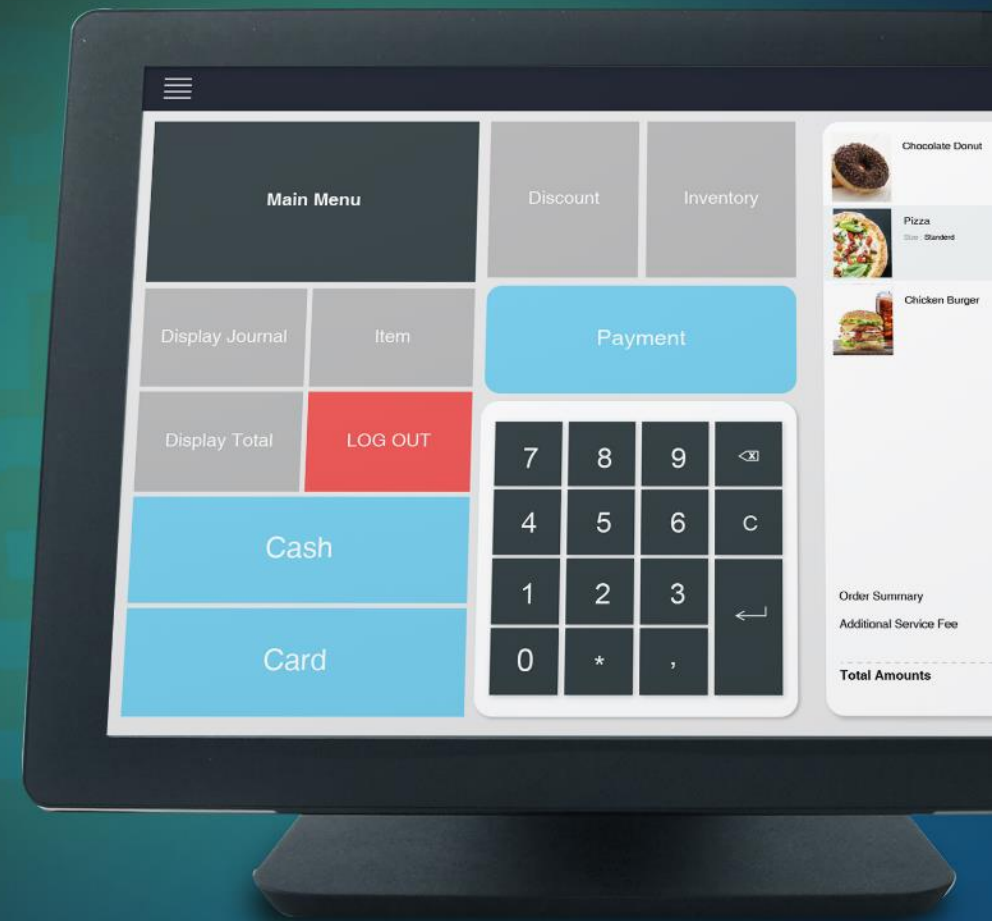 Main Menu
Discount
Inventory
Display Journal
Item
Payment
Display Total
LOG OUT
Cash
Card
7 8 9
4 5 6 C
1 2 3
0 * ,
Chocolate Donut
Pizza
Size : Standerd
Chicken Burger
Order Summary
Additional Service Fee
Total Amounts